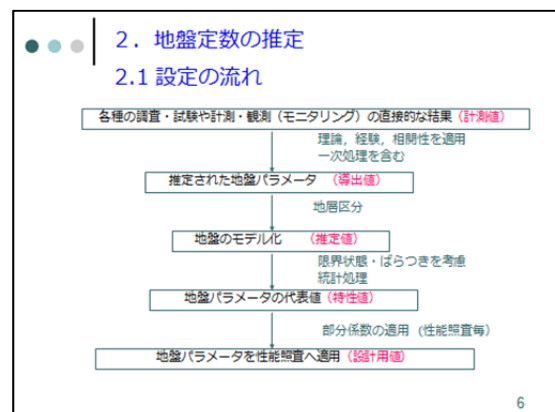 2．地盤定数の推定
2.1 設定の流れ
各種の調査・試験や計測・観測（モニタリング）の直接的な結果（計測値）
理論，経験，相関性を適用
一次処理を含む
推定された地盤パラメータ （導出値）
地層区分
地盤のモデル化 （推定値）
限界状態・ばらつきを考慮
統計処理
地盤パラメータの代表値（特性値）
部分係数の適用 （性能照査毎）
地盤パラメータを性能照査へ適用（設計用値）
6